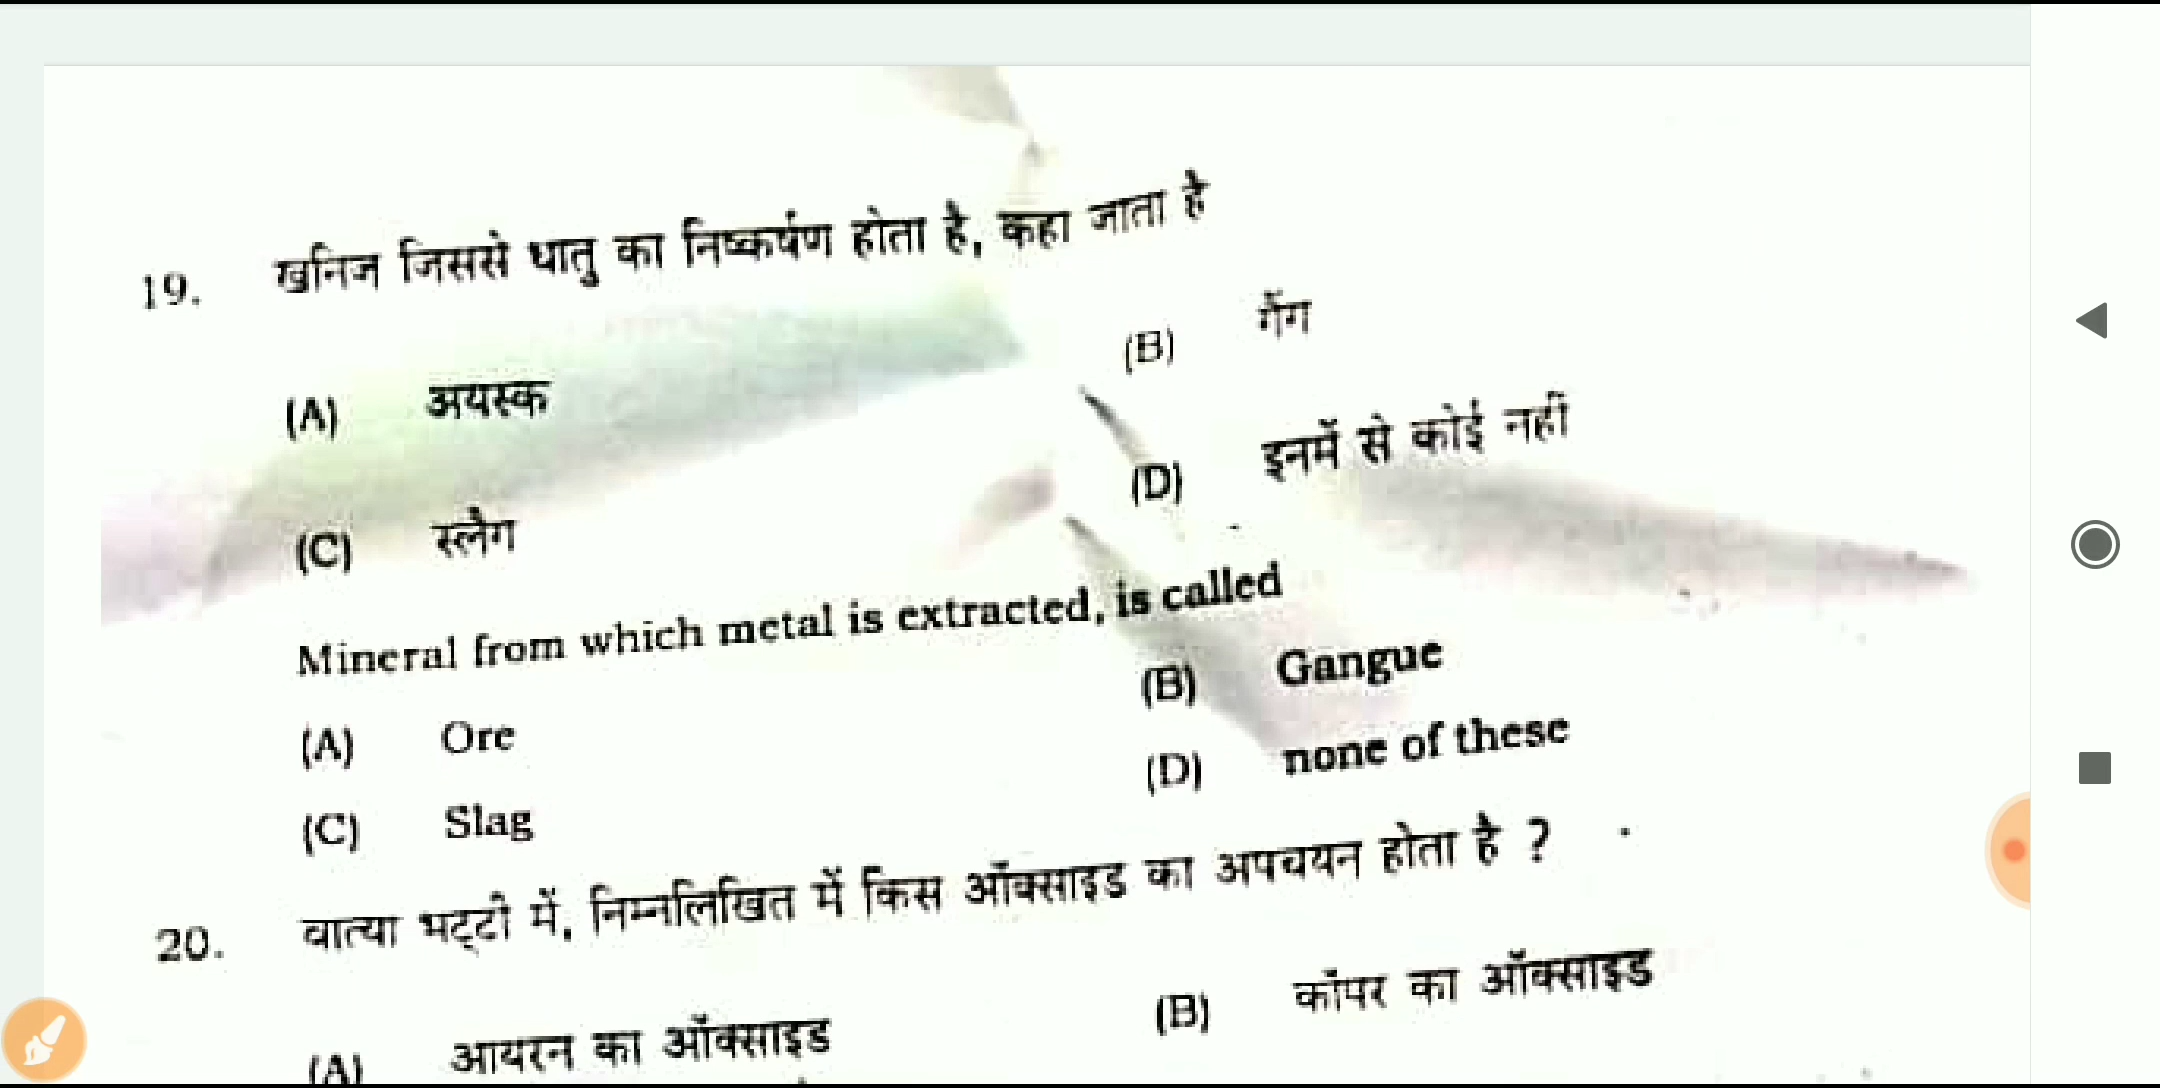 19. खनिज जिससे धातु का निष्कर्षण होता है, कहा जाता है
(A) अयस्क (B) गैंग
(C) स्लैग (D) इनमें से कोई नहीं
Mineral from which metal is extracted, is called
(A) Ore (B) Gangue
(C) Slag (D) none of these
20. वात्या भट्टी में, निम्नलिखित में किस ऑक्साइड का अपचयन होता है ?
(A) आयरन का ऑक्साइड (B) कॉपर का ऑक्साइड